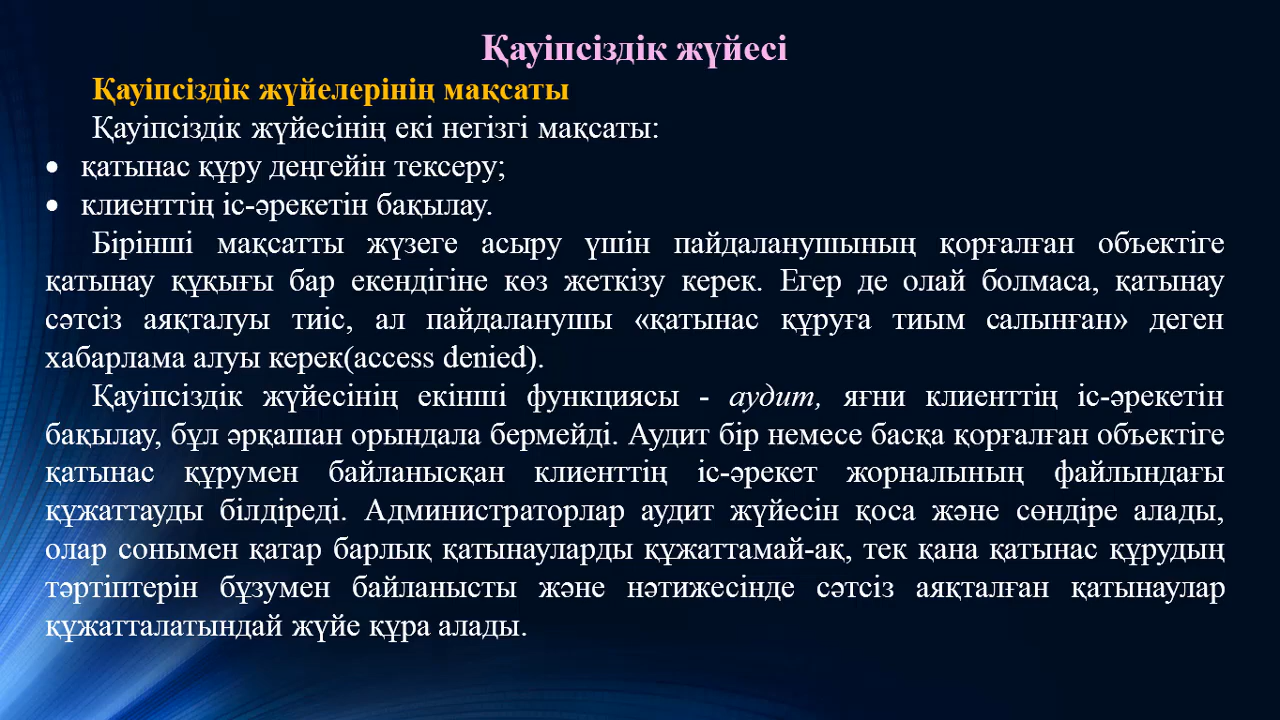 Қауіпсіздік жүйесі
Қауіпсіздік жүйелерінің мақсаты
Қауіпсіздік жүйесінің екі негізгі мақсаты:
• қатынас құру деңгейін тексеру;
• клиенттің іс-әрекетін бақылау.
Бірінші мақсатты жүзеге асыру үшін пайдаланушының қорғалған объектіге
қатынау құқығы бар екендігіне көз жеткізу керек. Егер де олай болмаса, қатынау
сәтсіз аяқталуы тиіс, ал пайдаланушы «қатынас құруға тиым салынған» деген
хабарлама алуы керек(access denied).
Қауіпсіздік жүйесінің екінші функциясы - аудит, яғни клиенттің іс-әрекетін
бақылау, бұл әрқашан орындала бермейді. Аудит бір немесе басқа қорғалған объектіге
қатынас құрумен байланысқан клиенттің іс-әрекет жорналының файлындағы
құжаттауды білдіреді. Администраторлар аудит жүйесін қоса және сөндіре алады,
олар сонымен қатар барлық қатынауларды құжаттамай-ақ, тек қана қатынас құрудың
тәртіптерін бұзумен байланысты және нәтижесінде сәтсіз аяқталған қатынаулар
құжатталатындай жүйе құра алады.